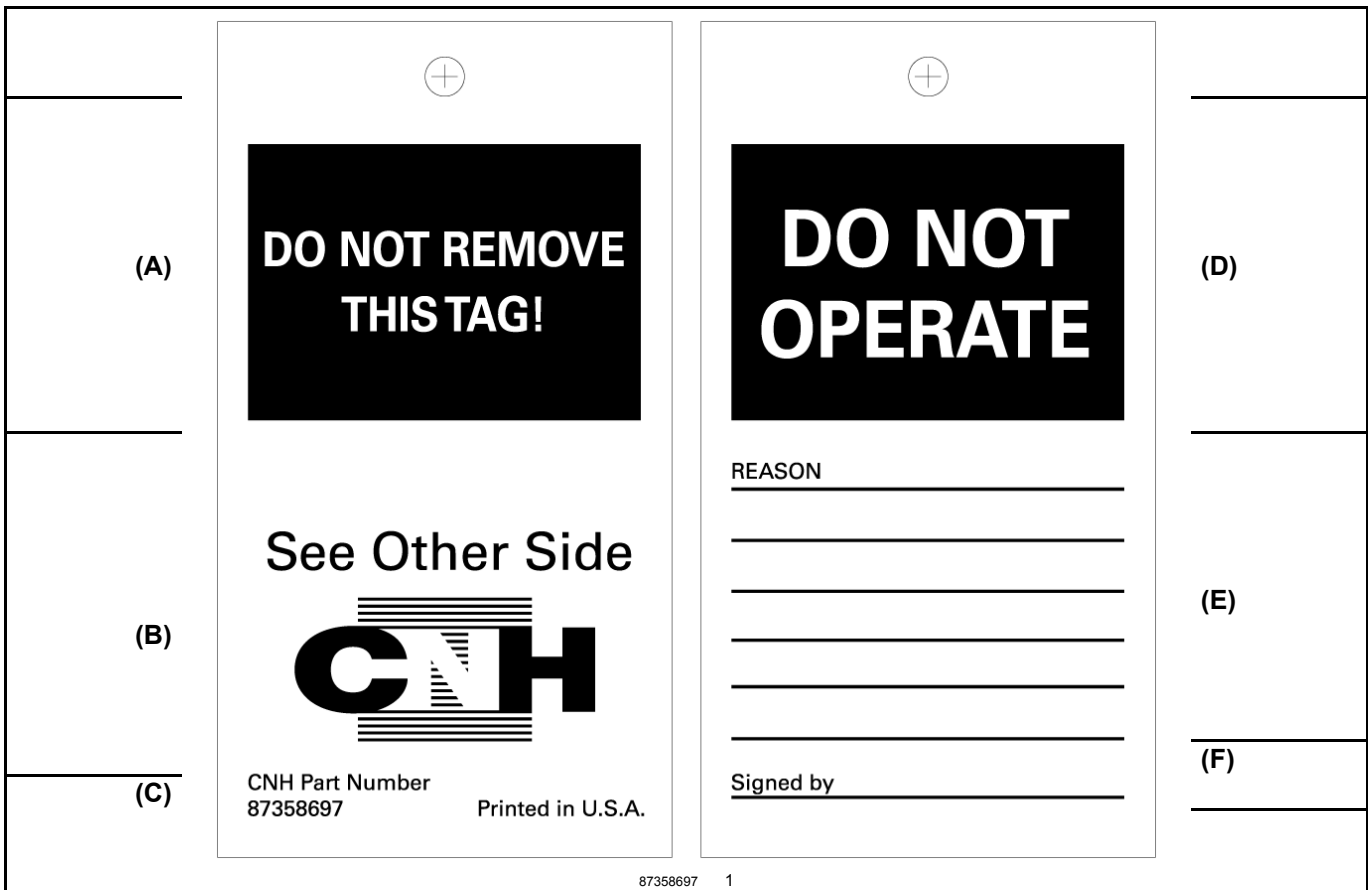 (A)
DO NOT REMOVE
THIS TAG!
(B)
See Other Side
CNH
(C)
CNH Part Number
87358697
Printed in U.S.A.
DO NOT
OPERATE
(D)
REASON
(E)
(F)
Signed by
87358697 1